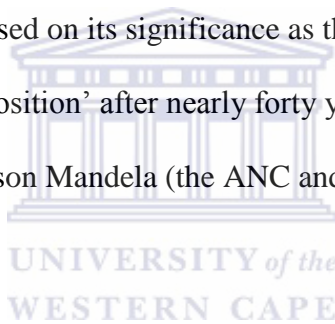 sed on its significance as th
position’ after nearly forty y
son Mandela (the ANC and
UNIVERSITY of the
WESTERN CAPE